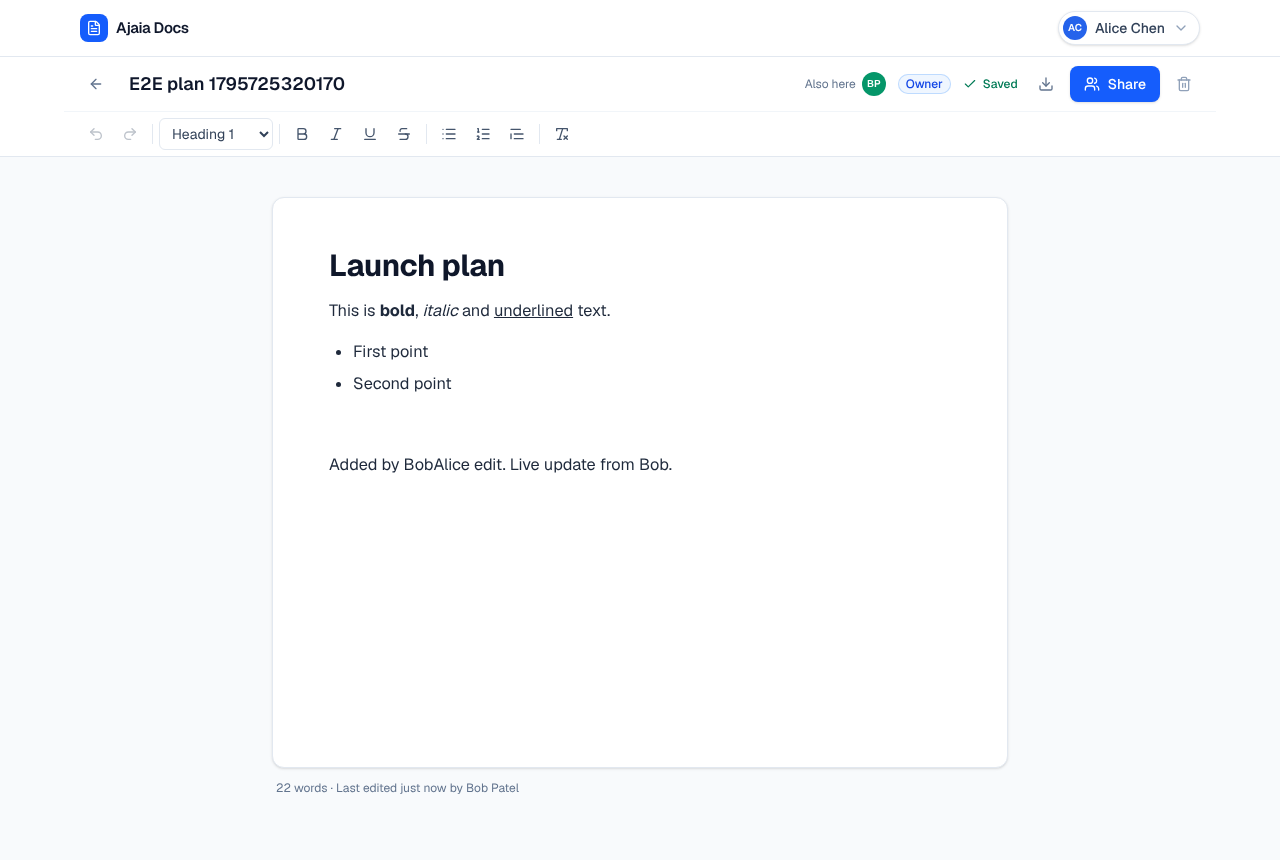 Ajaia Docs
AC Alice Chen
E2E plan 1795725320170
Also here BP Owner Saved Share
Heading 1
Launch plan
This is bold, italic and underlined text.
First point
Second point
Added by BobAlice edit. Live update from Bob.
22 words · Last edited just now by Bob Patel